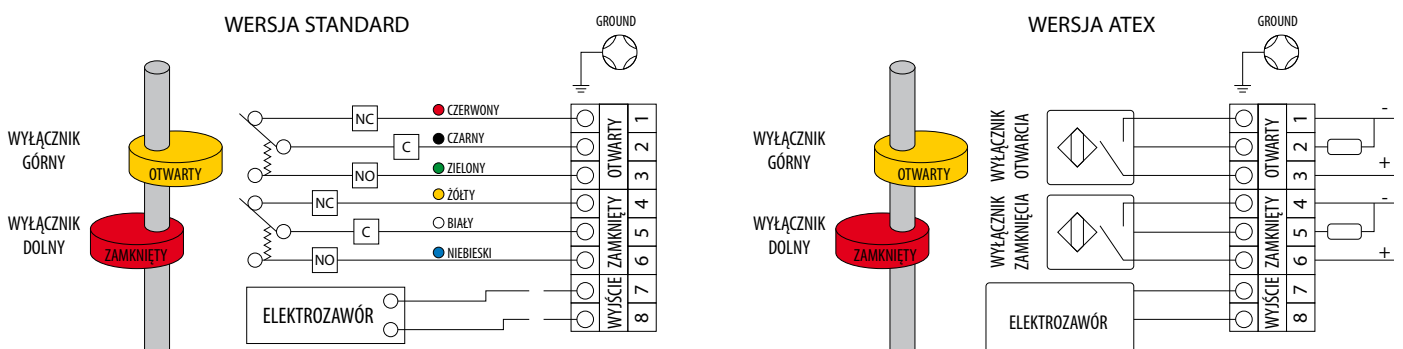 WERSJA STANDARD
GROUND
WYŁĄCZNIK
GÓRNY
OTWARTY
WYŁĄCZNIK
DOLNY
ZAMKNIĘTY
NC
CZERWONY
C
CZARNY
NO
ZIELONY
NC
ŻÓŁTY
C
BIAŁY
NO
NIEBIESKI
ELEKTROZAWÓR
OTWARTY
ZAMKNIĘTY
WYJŚCIE
1
2
3
4
5
6
7
8
WERSJA ATEX
GROUND
WYŁĄCZNIK
GÓRNY
OTWARTY
WYŁĄCZNIK
DOLNY
ZAMKNIĘTY
WYŁĄCZNIK
OTWARCIA
WYŁĄCZNIK
ZAMKNIĘCIA
ELEKTROZAWÓR
OTWARTY
ZAMKNIĘTY
WYJŚCIE
1
2
3
4
5
6
7
8
-
+
-
+